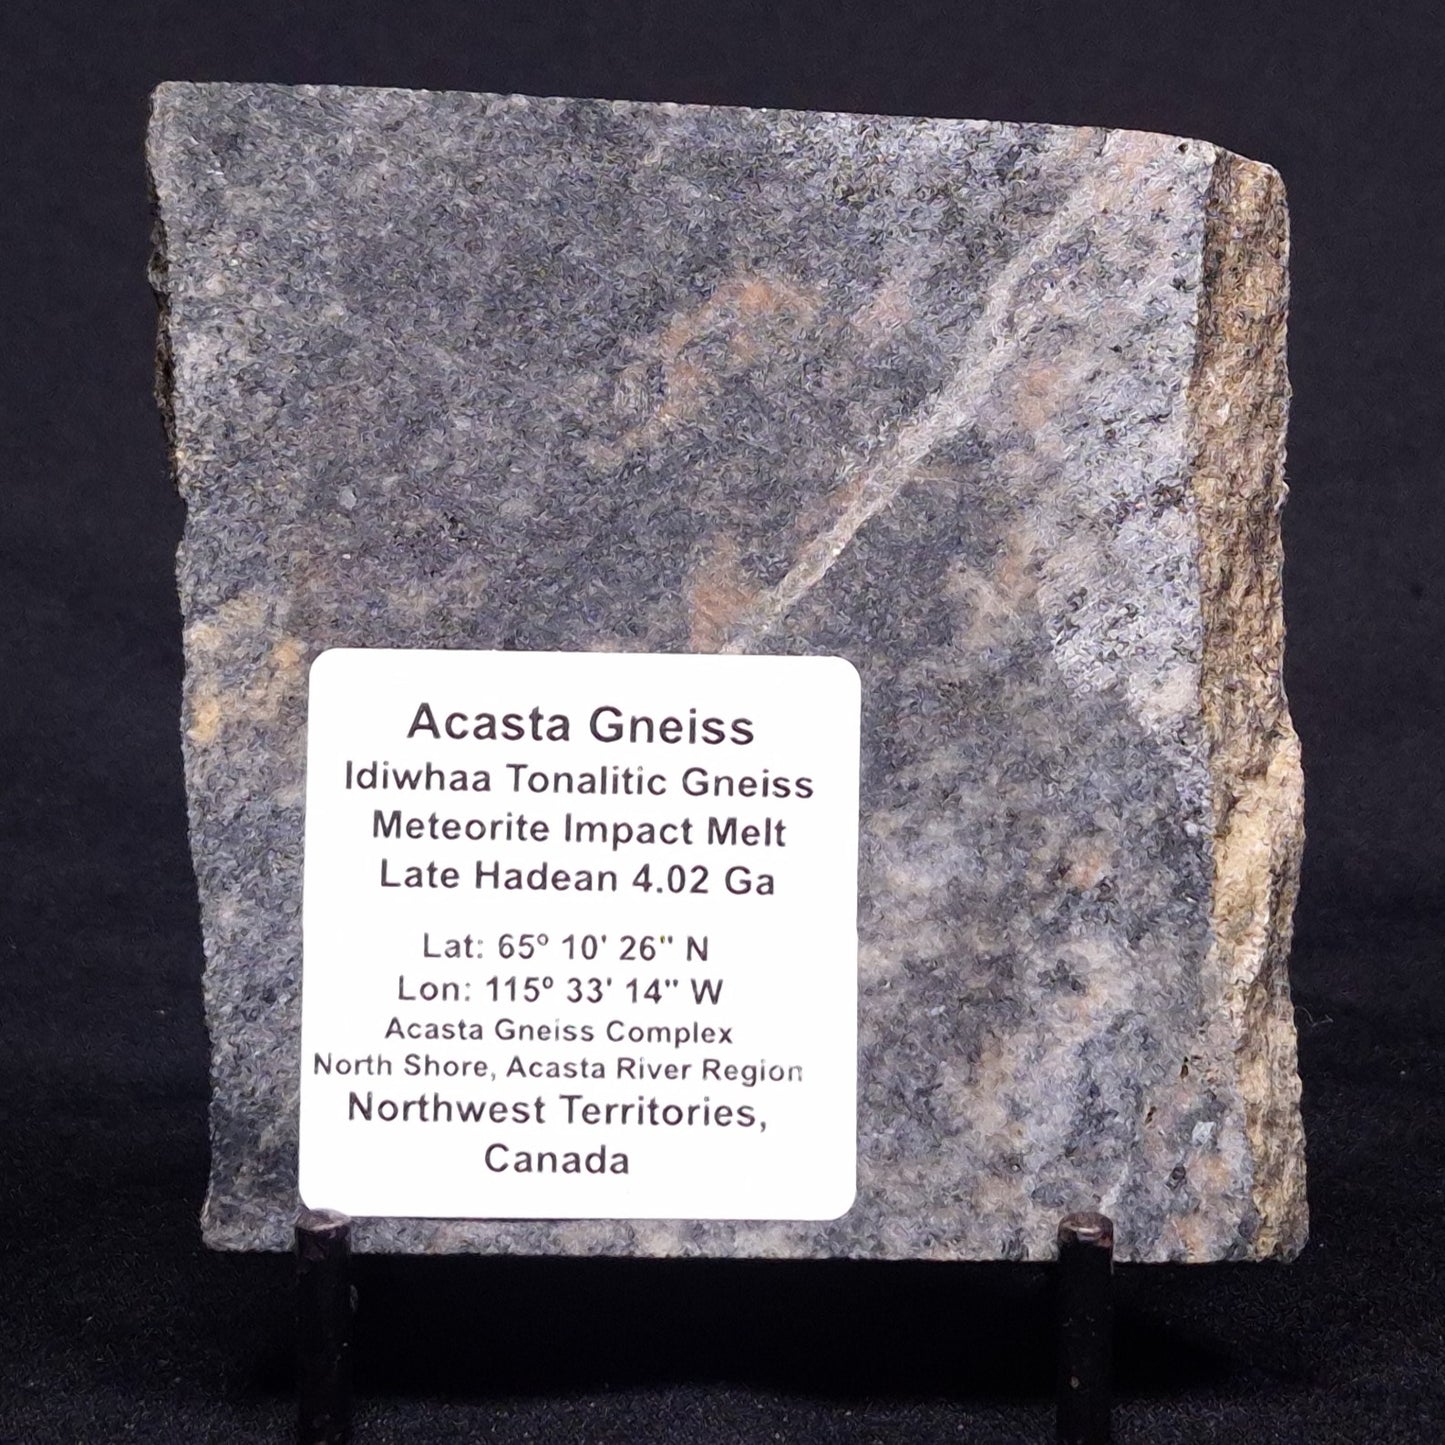 Acasta Gneiss
Idiwhaa Tonalitic Gneiss
Meteorite Impact Melt
Late Hadean 4.02 Ga
Lat: 65º 10' 26" N
Lon: 115º 33' 14" W
Acasta Gneiss Complex
North Shore, Acasta River Region
Northwest Territories,
Canada